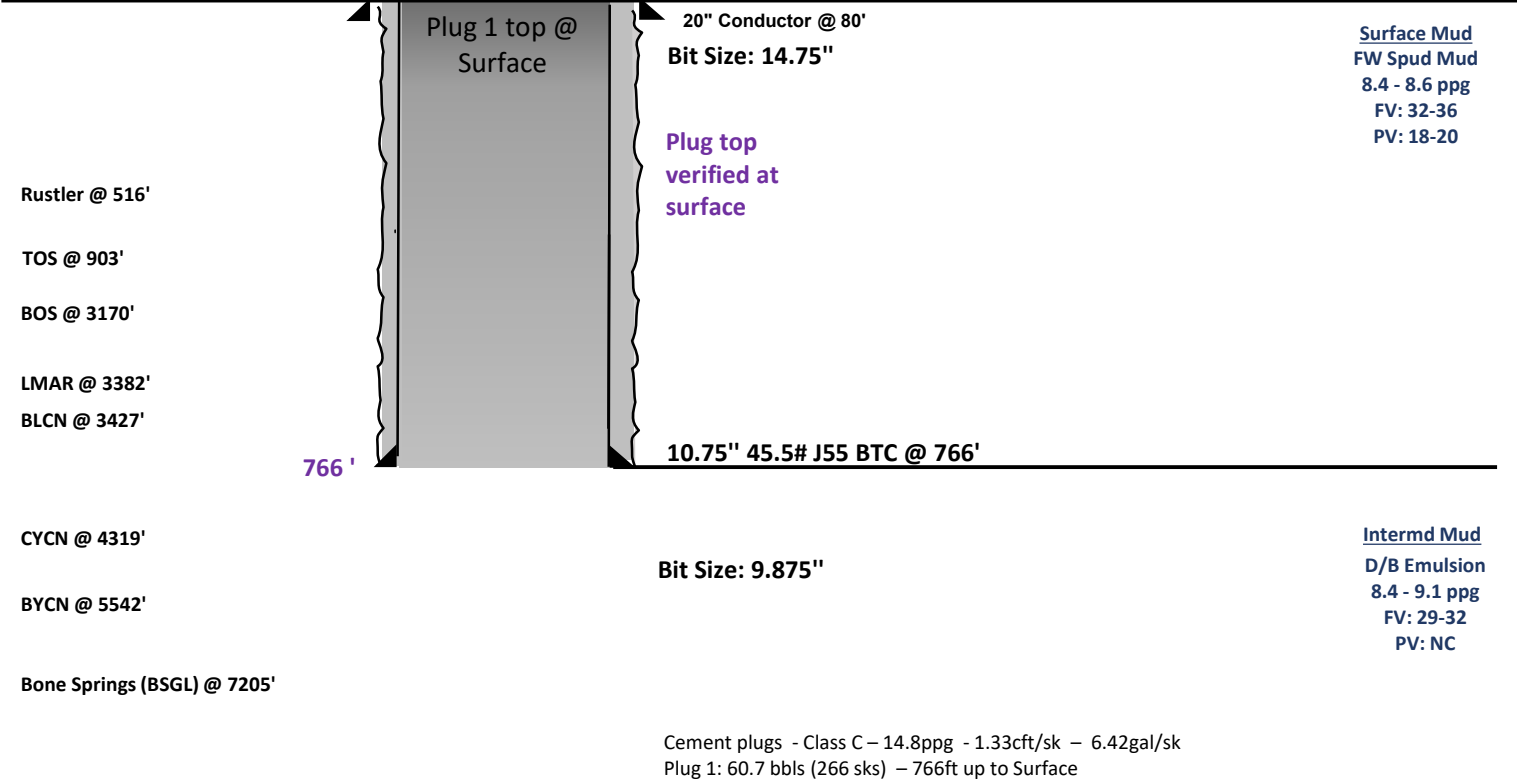 Plug 1 top @
Surface
20" Conductor @ 80'
Bit Size: 14.75''
Surface Mud
FW Spud Mud
8.4 - 8.6 ppg
FV: 32-36
PV: 18-20
Plug top
verified at
surface
Rustler @ 516'
TOS @ 903'
BOS @ 3170'
LMAR @ 3382'
BLCN @ 3427'
766 '
10.75'' 45.5# J55 BTC @ 766'
CYCN @ 4319'
BYCN @ 5542'
Bone Springs (BSGL) @ 7205'
Bit Size: 9.875''
Intermd Mud
D/B Emulsion
8.4 - 9.1 ppg
FV: 29-32
PV: NC
Cement plugs - Class C – 14.8ppg - 1.33cft/sk – 6.42gal/sk
Plug 1: 60.7 bbls (266 sks) – 766ft up to Surface